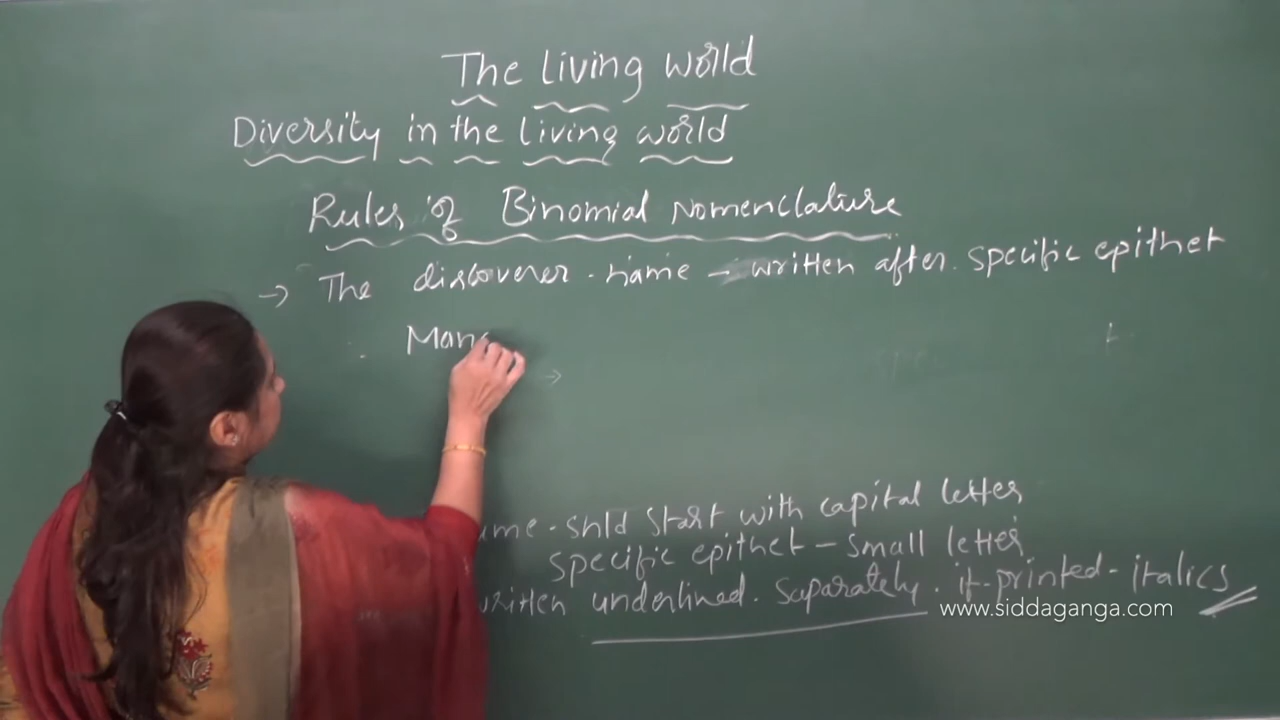 The living world
Diversity in the living world
Rules of Binomial Nomenclature
→ The discoverer. name - written after. specific epithet
Man
→
ume - shld start with capital letter
specific epithet - small letter
written underlined. saparately. if-printed- italics
www.siddaganga.com